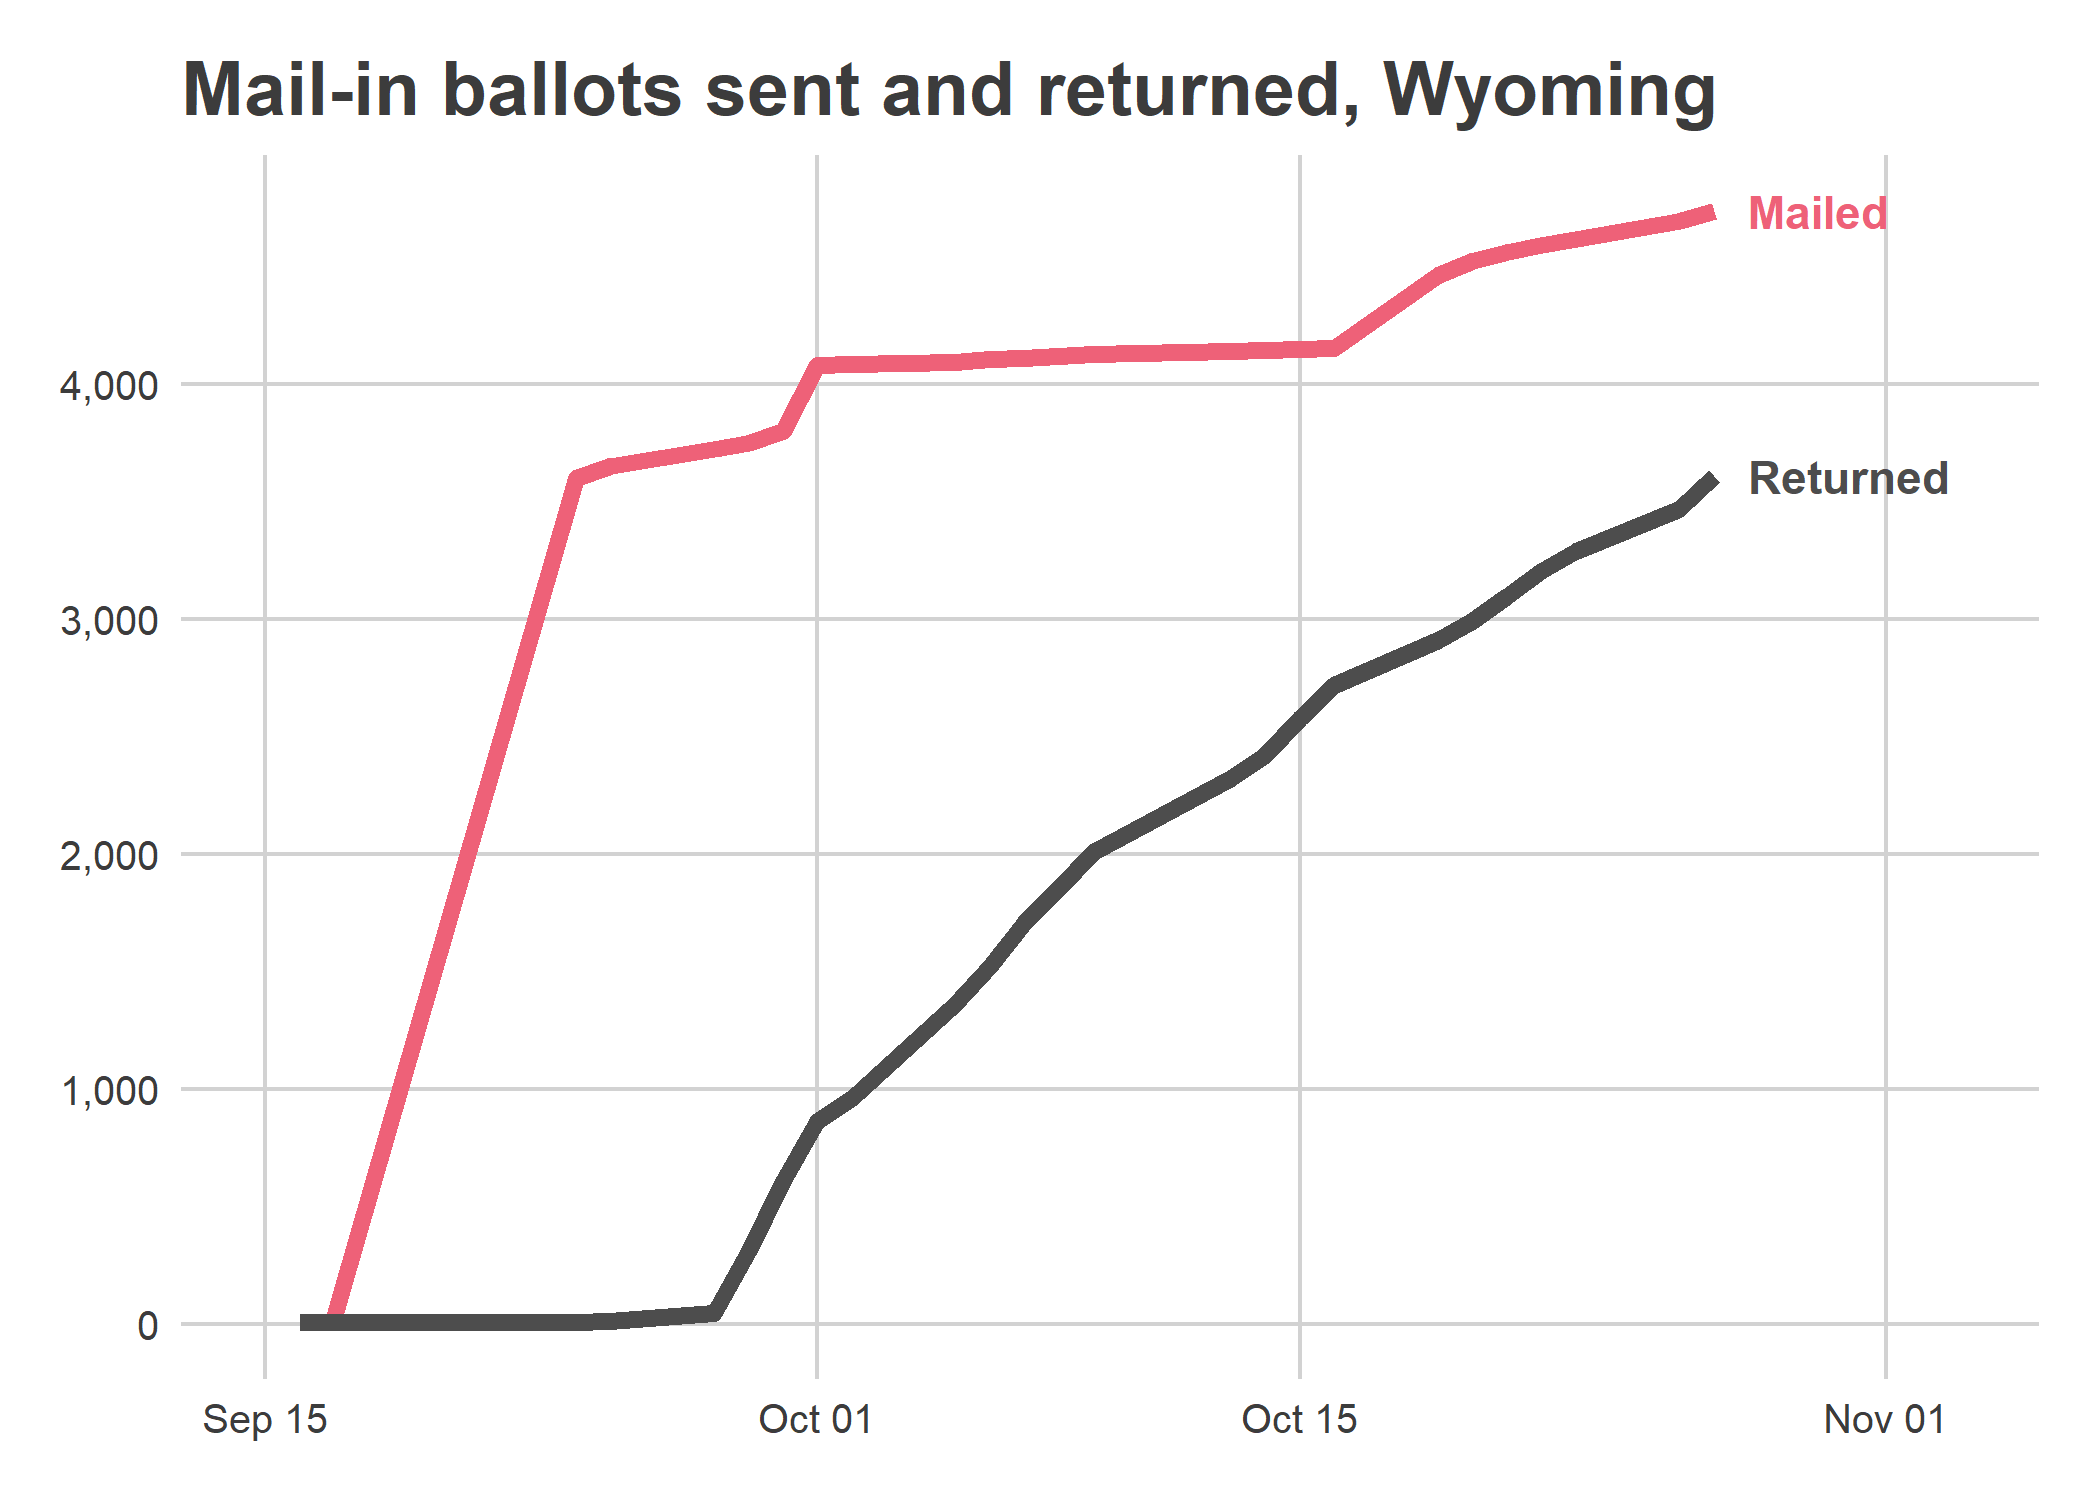 Mail-in ballots sent and returned, Wyoming
Mailed
Returned
4,000
3,000
2,000
1,000
0
Sep 15
Oct 01
Oct 15
Nov 01